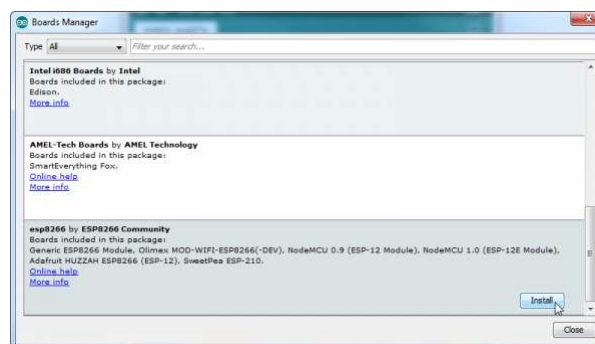 Boards Manager
Type All Filter your search...
Intel i686 Boards by Intel
Boards included in this package:
Edison.
More info
AMEL-Tech Boards by AMEL Technology
Boards included in this package:
SmartEverything Fox.
Online help
More info
esp8266 by ESP8266 Community
Boards included in this package:
Generic ESP8266 Module, Olimex MOD-WIFI-ESP8266(-DEV), NodeMCU 0.9 (ESP-12 Module), NodeMCU 1.0 (ESP-12E Module),
Adafruit HUZZAH ESP8266 (ESP-12), SweetPea ESP-210.
Online help
More info
Install
Close